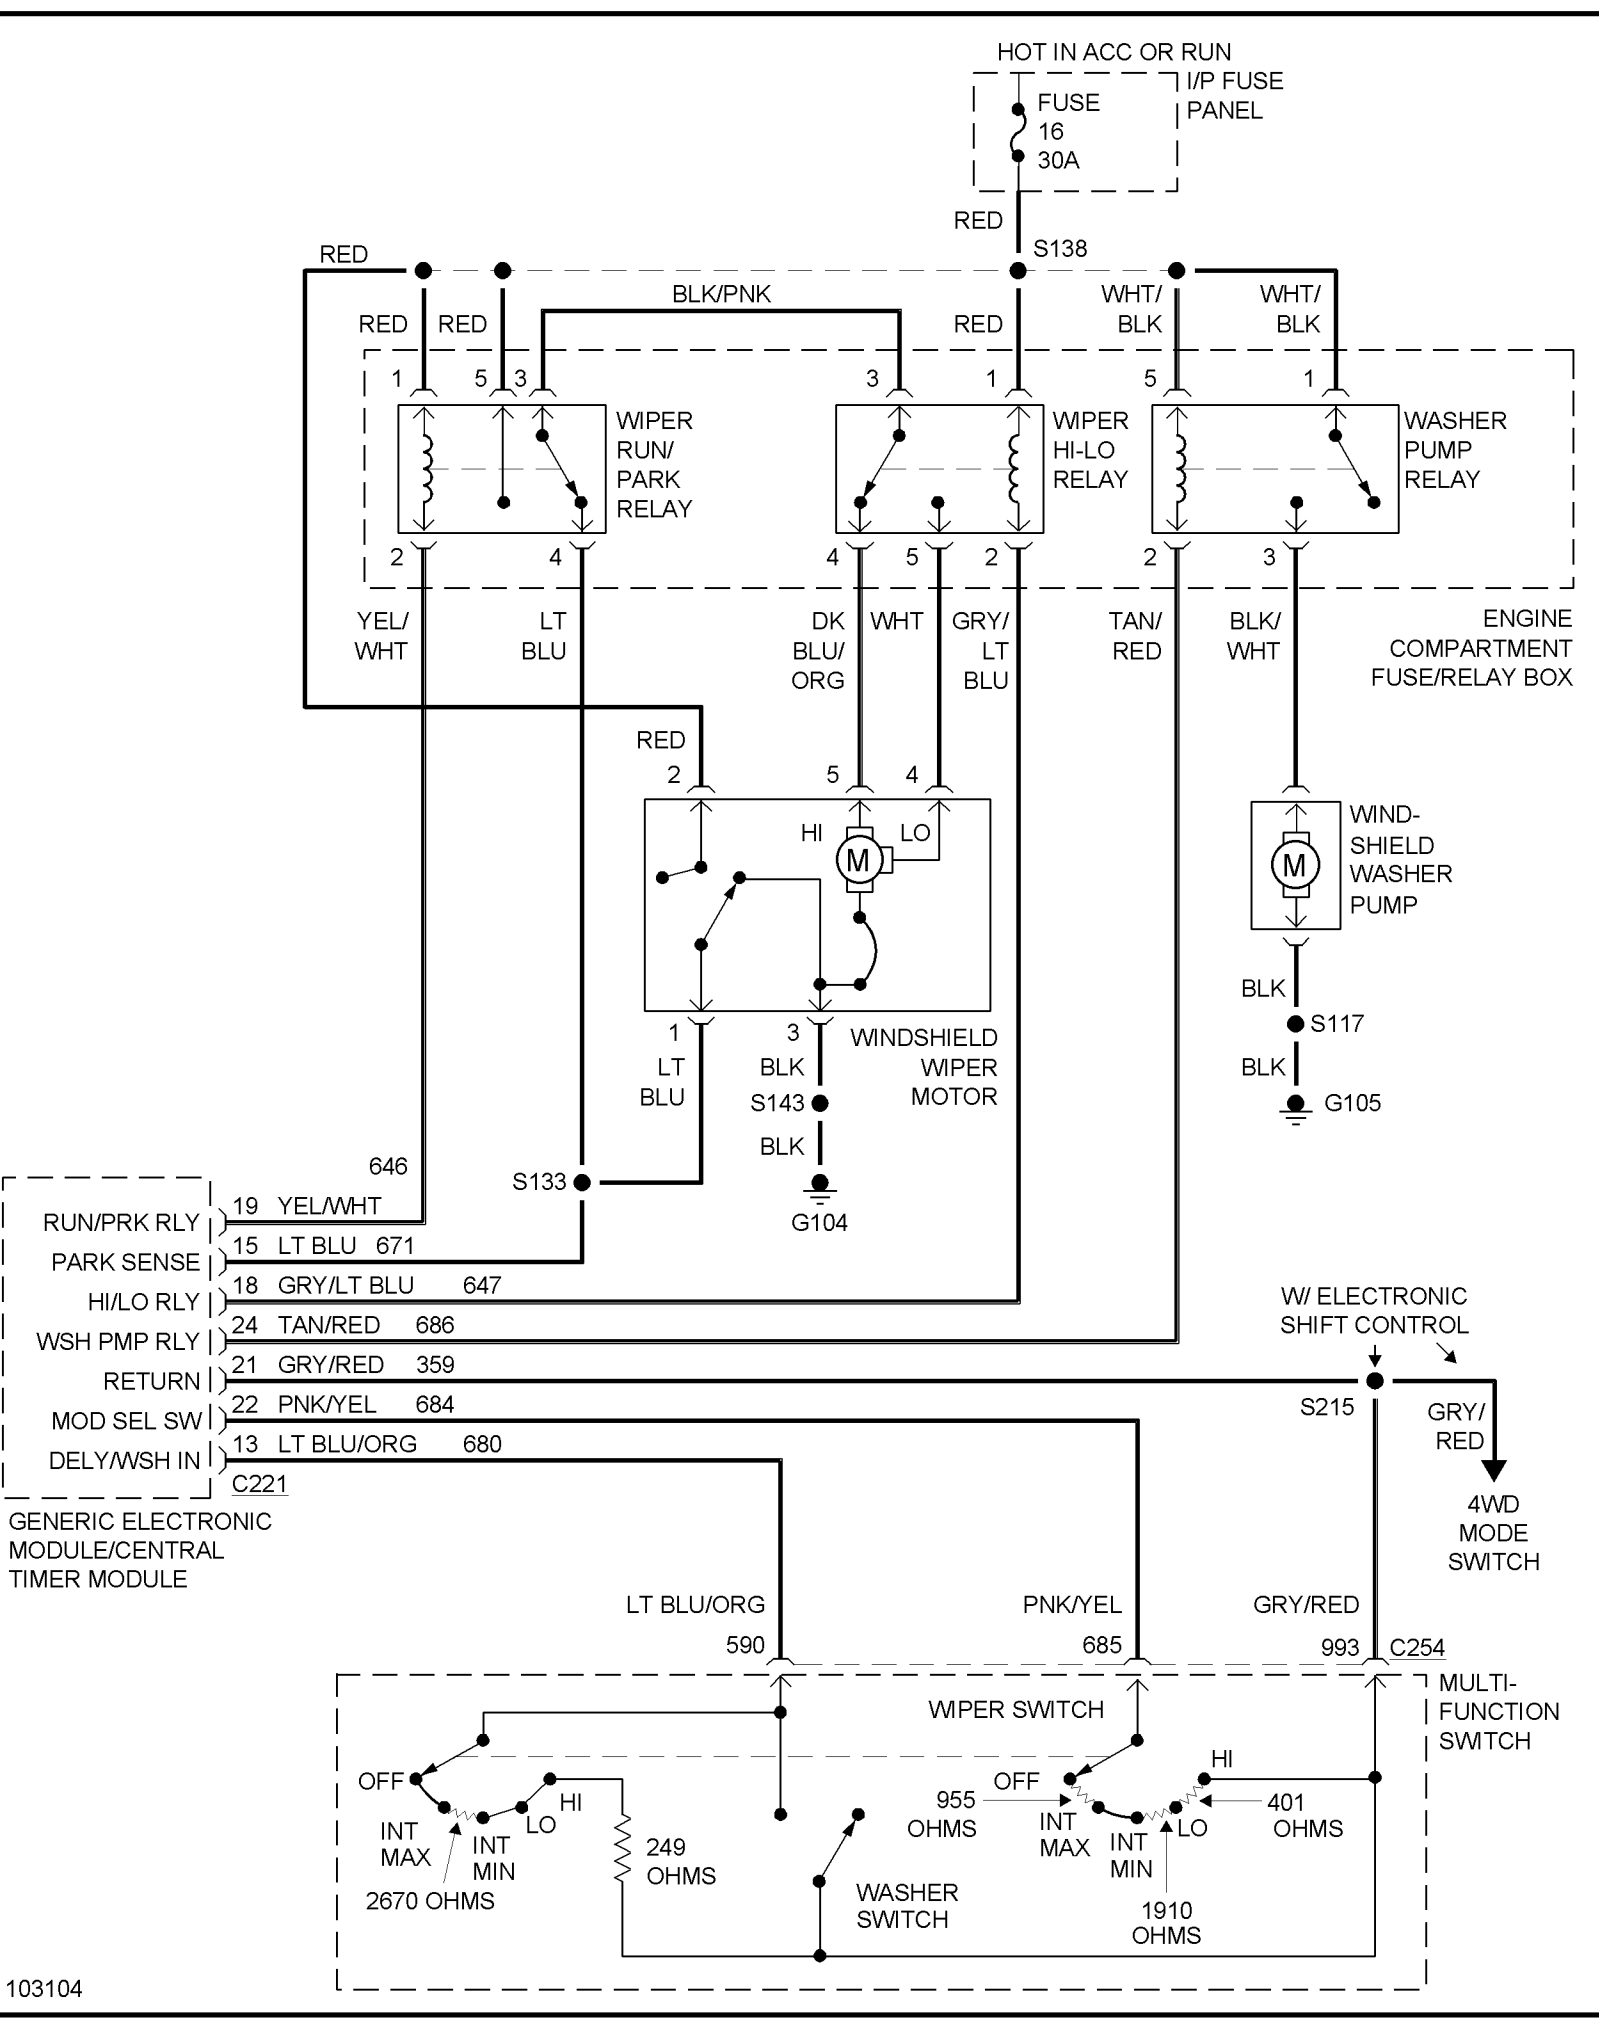 HOT IN ACC OR RUN
I/P FUSE
PANEL
FUSE
16
30A
RED
S138
RED
BLK/PNK
WHT/
BLK
WHT/
BLK
RED
RED
RED
1
5
3
3
1
5
1
WIPER
RUN/
PARK
RELAY
WIPER
HI-LO
RELAY
WASHER
PUMP
RELAY
2
4
4
5
2
2
3
YEL/
WHT
LT
BLU
DK
BLU/
ORG
WHT
GRY/
LT
BLU
TAN/
RED
BLK/
WHT
ENGINE
COMPARTMENT
FUSE/RELAY BOX
RED
2
5
4
HI
LO
M
WIND-
SHIELD
WASHER
PUMP
M
1
3
WINDSHIELD
WIPER
MOTOR
LT
BLU
BLK
S143
BLK
G104
BLK
S117
BLK
G105
S133
646
RUN/PRK RLY
19 YEL/WHT
PARK SENSE
15 LT BLU 671
HI/LO RLY
18 GRY/LT BLU 647
WSH PMP RLY
24 TAN/RED 686
RETURN
21 GRY/RED 359
MOD SEL SW
22 PNK/YEL 684
DELY/WSH IN
13 LT BLU/ORG 680
C221
GENERIC ELECTRONIC
MODULE/CENTRAL
TIMER MODULE
W/ ELECTRONIC
SHIFT CONTROL
S215
GRY/
RED
4WD
MODE
SWITCH
LT BLU/ORG
590
PNK/YEL
685
GRY/RED
993
C254
MULTI-
FUNCTION
SWITCH
WIPER SWITCH
OFF
INT
MAX
INT
MIN
LO
HI
2670 OHMS
249
OHMS
WASHER
SWITCH
OFF
955
OHMS
INT
MAX
INT
MIN
LO
HI
401
OHMS
1910
OHMS
103104